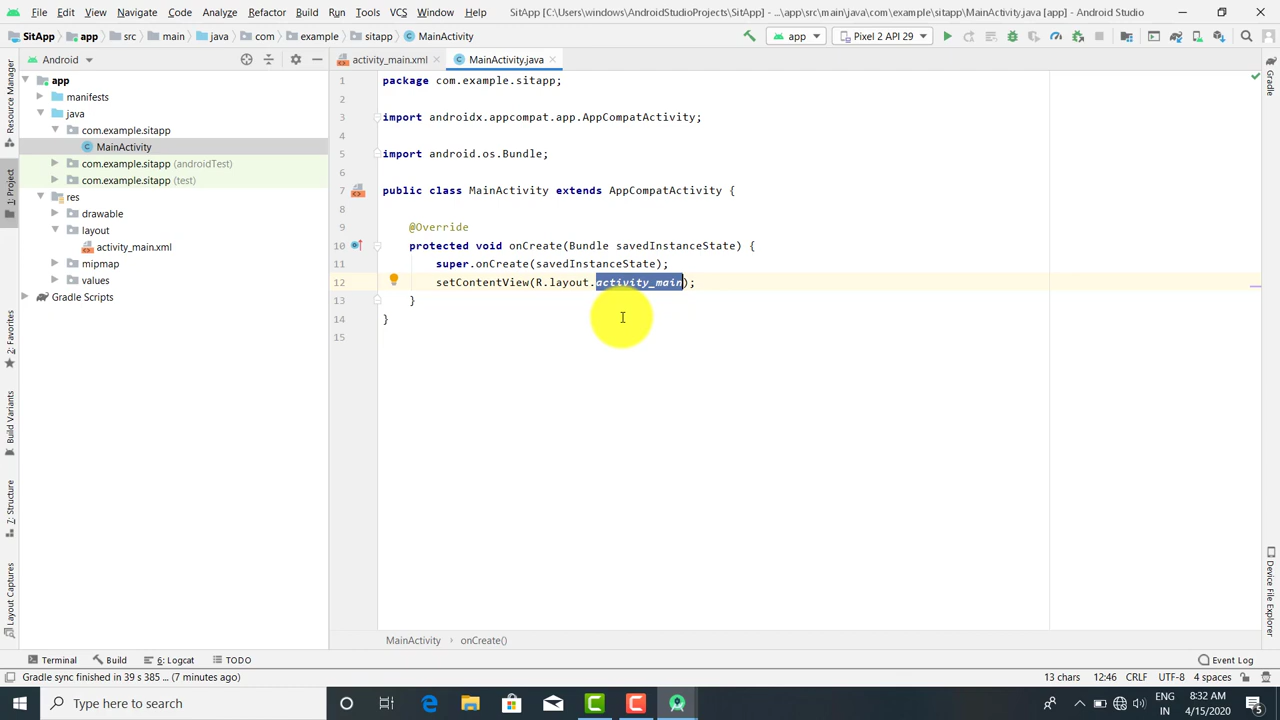 File Edit View Navigate Code Analyze Refactor Build Run Tools VCS Window Help SitApp [C:\Users\windows\AndroidStudioProjects\SitApp] - ...\app\src\main\java\com\example\sitapp\MainActivity.java [app] - Android Studio
SitApp app src main java com example sitapp MainActivity app Pixel 2 API 29
Android activity_main.xml MainActivity.java
Resource Manager
1: Project
2: Favorites
Build Variants
Z: Structure
Layout Captures
app
manifests
java
com.example.sitapp
MainActivity
com.example.sitapp (androidTest)
com.example.sitapp (test)
res
drawable
layout
activity_main.xml
mipmap
values
Gradle Scripts
1 package com.example.sitapp;
2
3 import androidx.appcompat.app.AppCompatActivity;
4
5 import android.os.Bundle;
6
7 public class MainActivity extends AppCompatActivity {
8
9 @Override
10 protected void onCreate(Bundle savedInstanceState) {
11 super.onCreate(savedInstanceState);
12 setContentView(R.layout.activity_main);
13 }
14 }
15
Gradle
Device File Explorer
MainActivity › onCreate()
Terminal Build 6: Logcat TODO Event Log
Gradle sync finished in 39 s 385 ... (7 minutes ago) 13 chars 12:46 CRLF UTF-8 4 spaces
Type here to search
ENG 8:32 AM
IN 4/15/2020
5